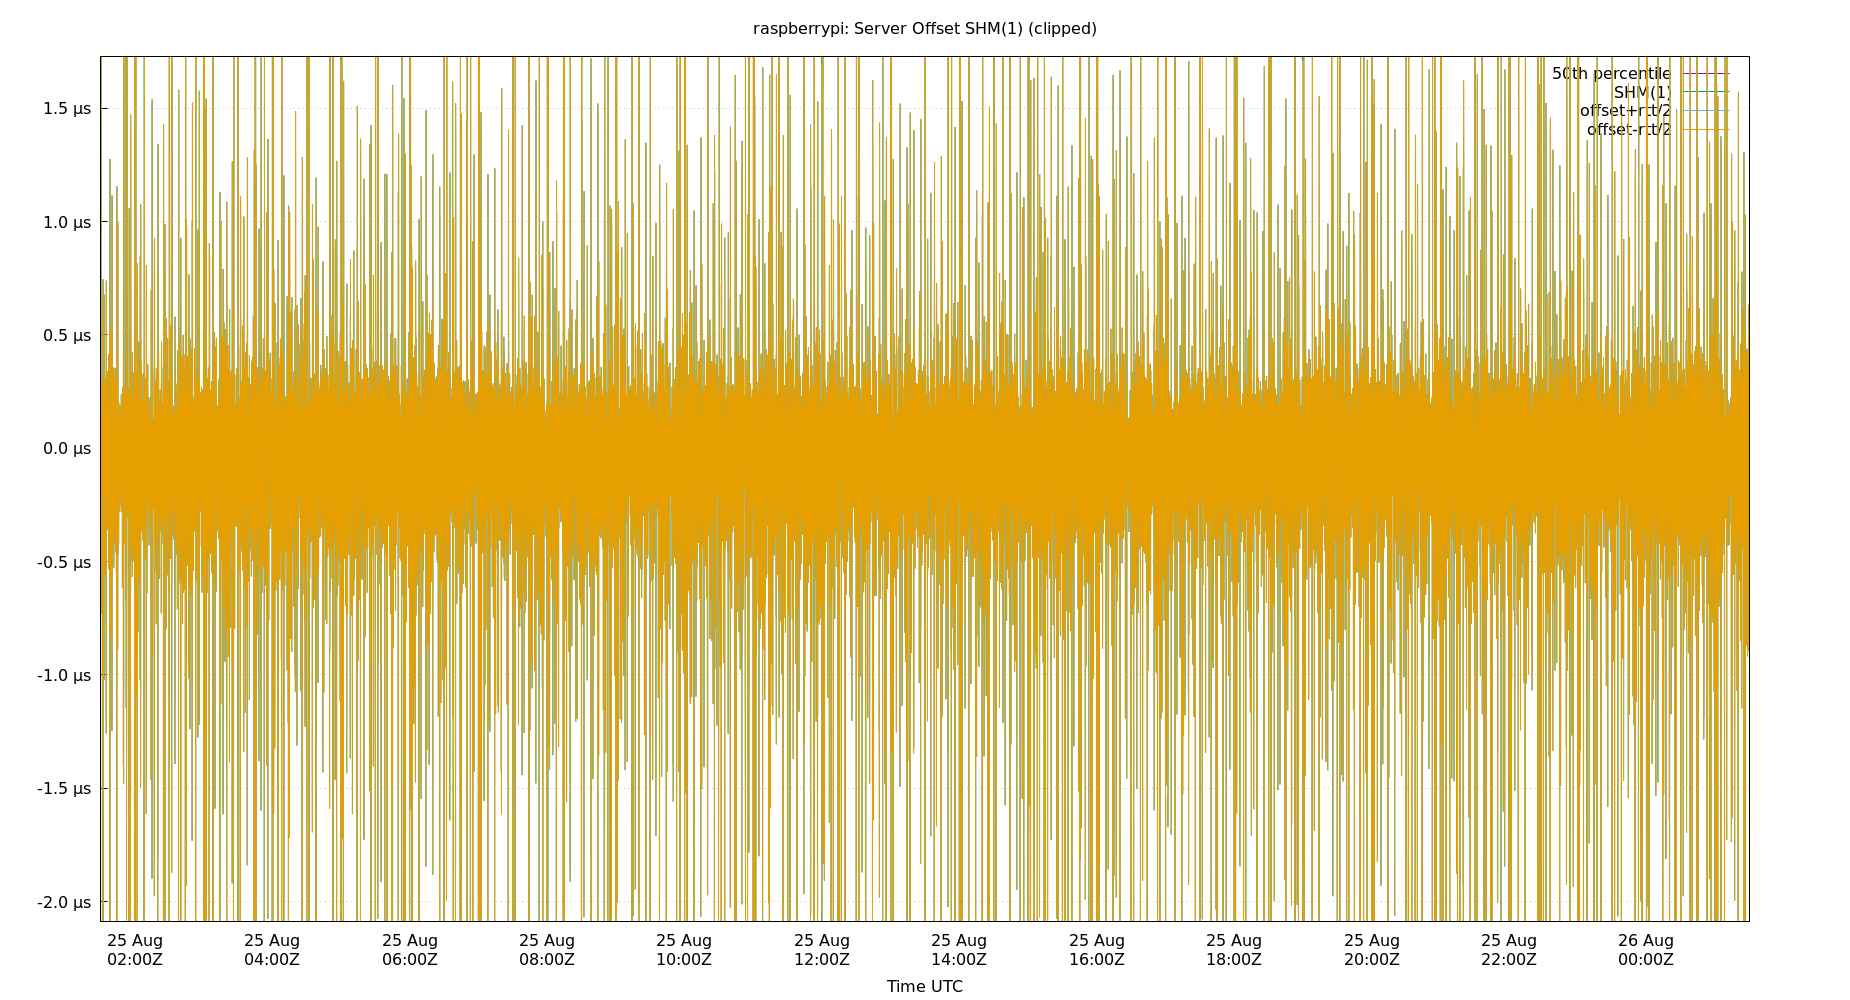 raspberrypi: Server Offset SHM(1) (clipped)
50th percentile
SHM(1)
offset+rtt/2
offset-rtt/2
1.5 µs
1.0 µs
0.5 µs
0.0 µs
-0.5 µs
-1.0 µs
-1.5 µs
-2.0 µs
25 Aug 25 Aug 25 Aug 25 Aug 25 Aug 25 Aug 25 Aug 25 Aug 25 Aug 25 Aug 25 Aug 26 Aug
02:00Z 04:00Z 06:00Z 08:00Z 10:00Z 12:00Z 14:00Z 16:00Z 18:00Z 20:00Z 22:00Z 00:00Z
Time UTC